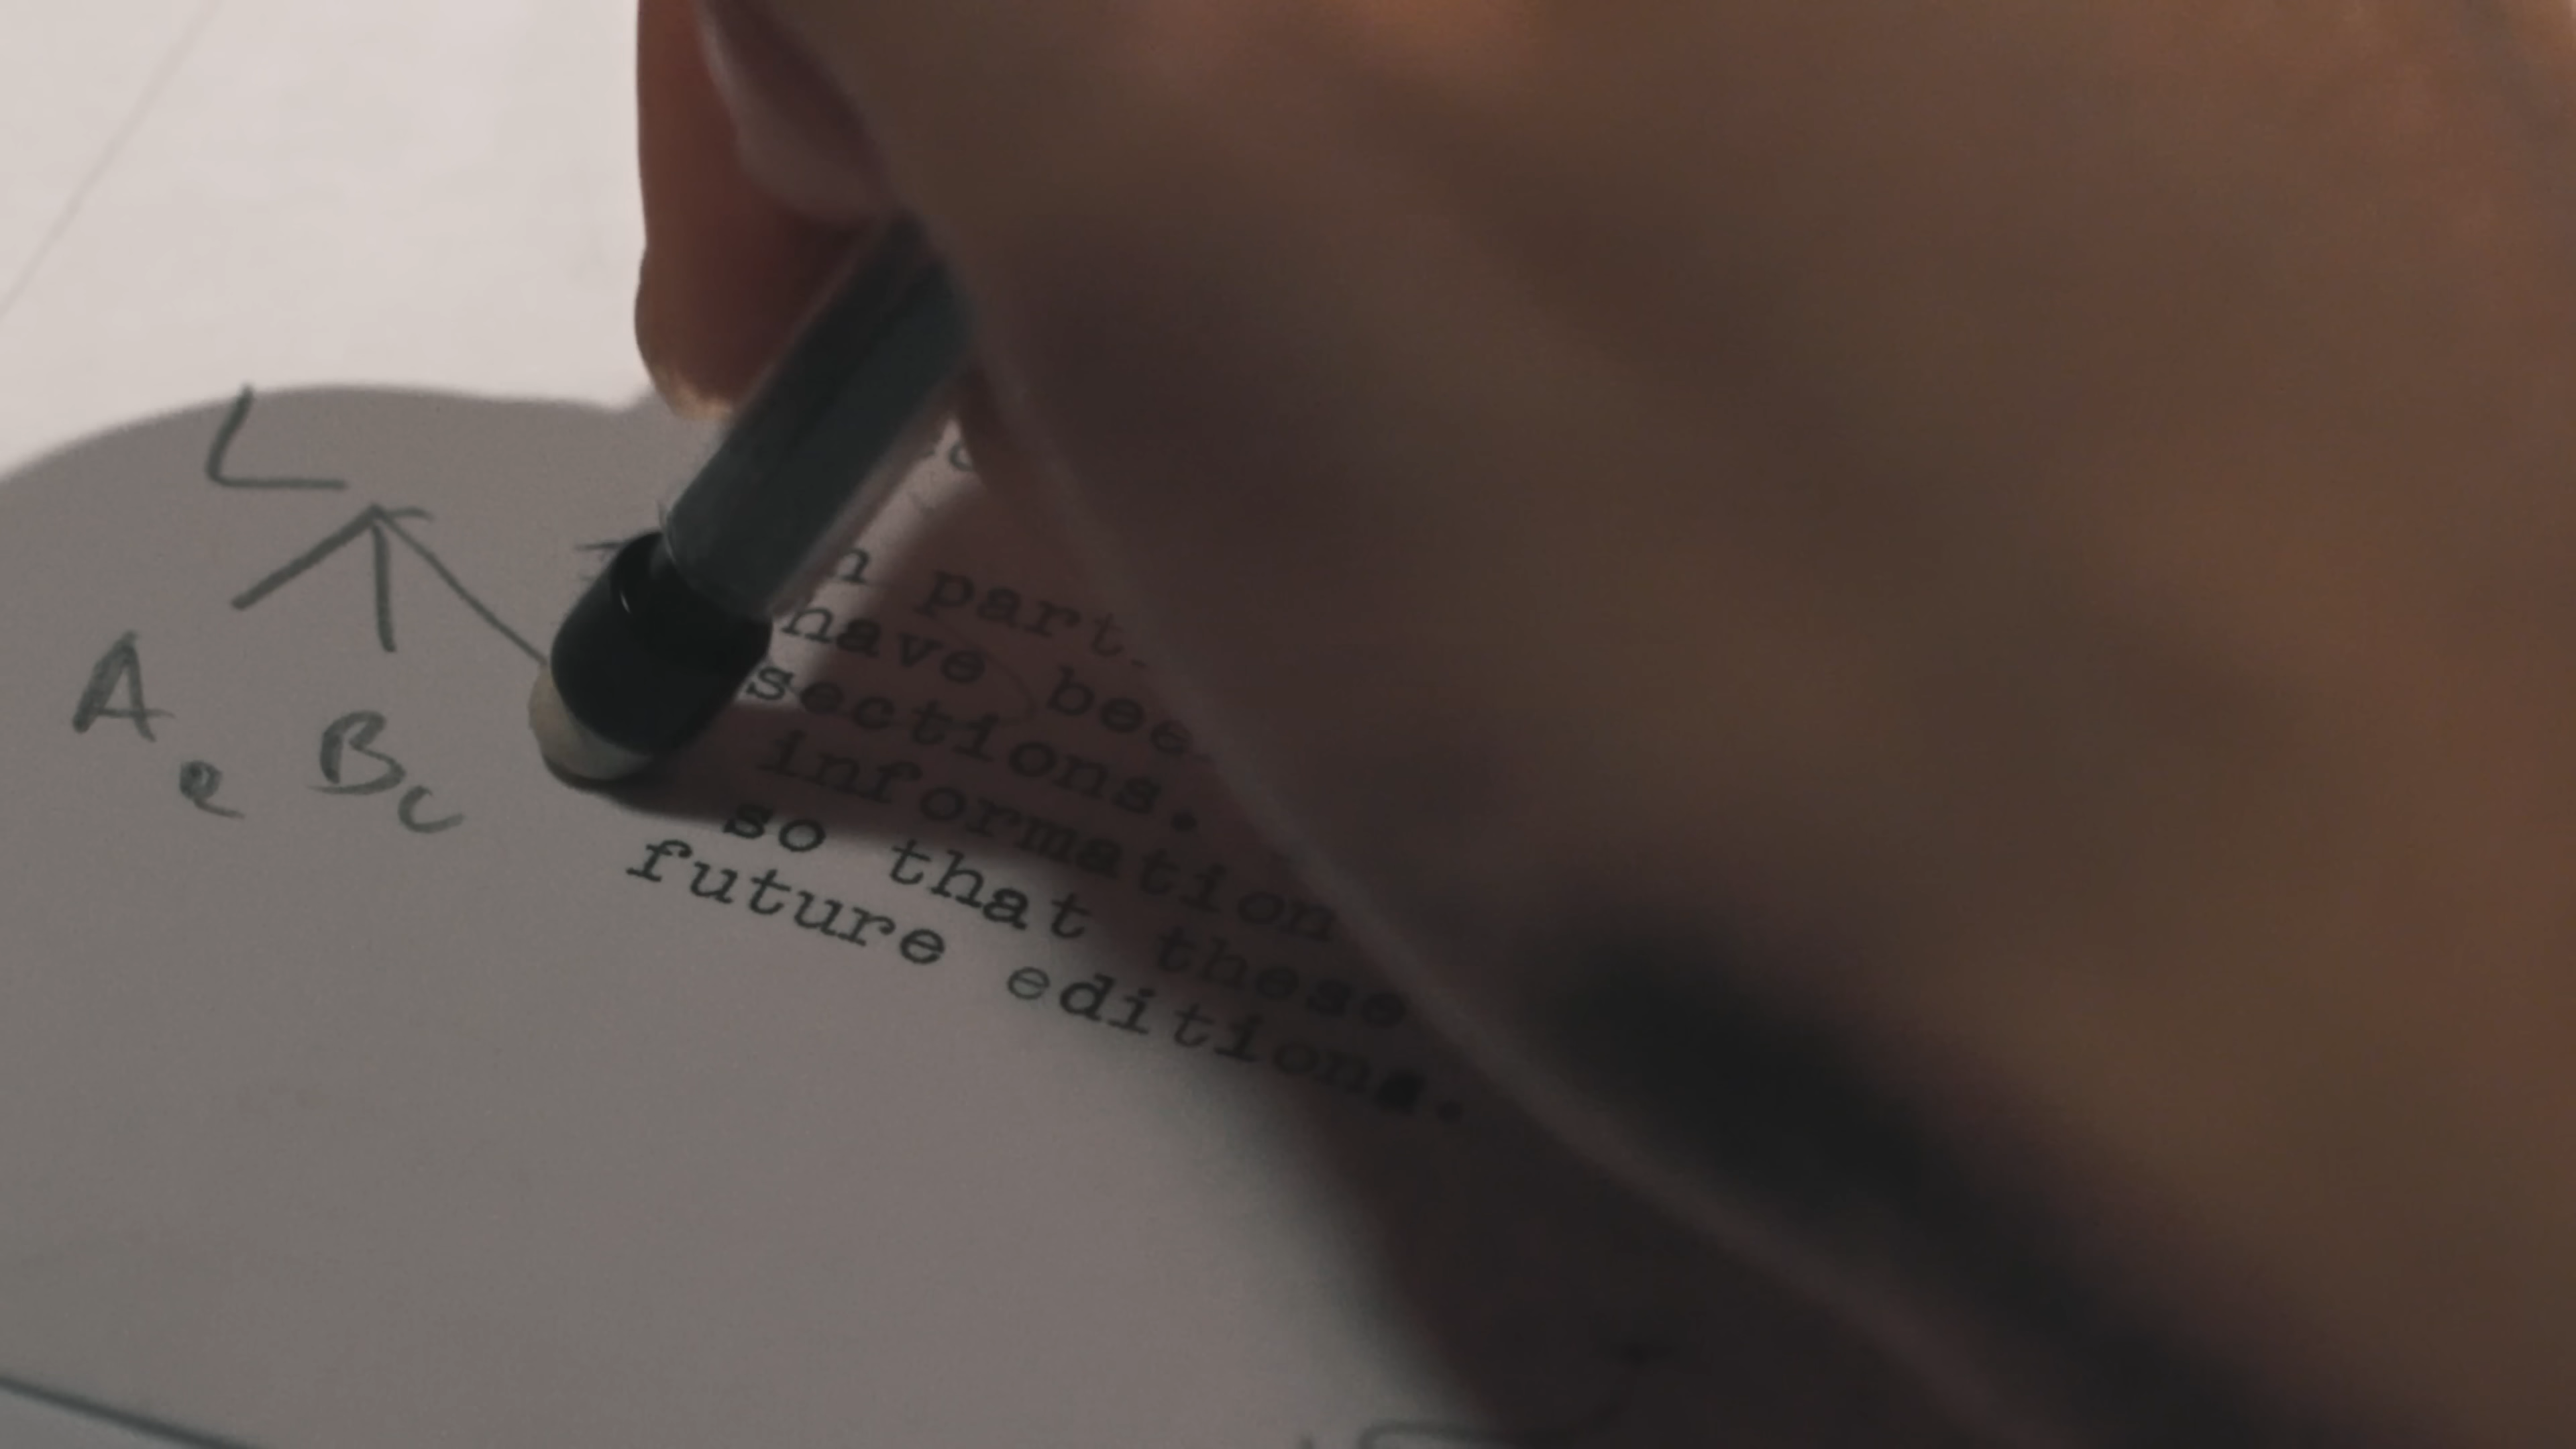 L
A e B c
part
have bee
sections.
information
so that these
future editions.